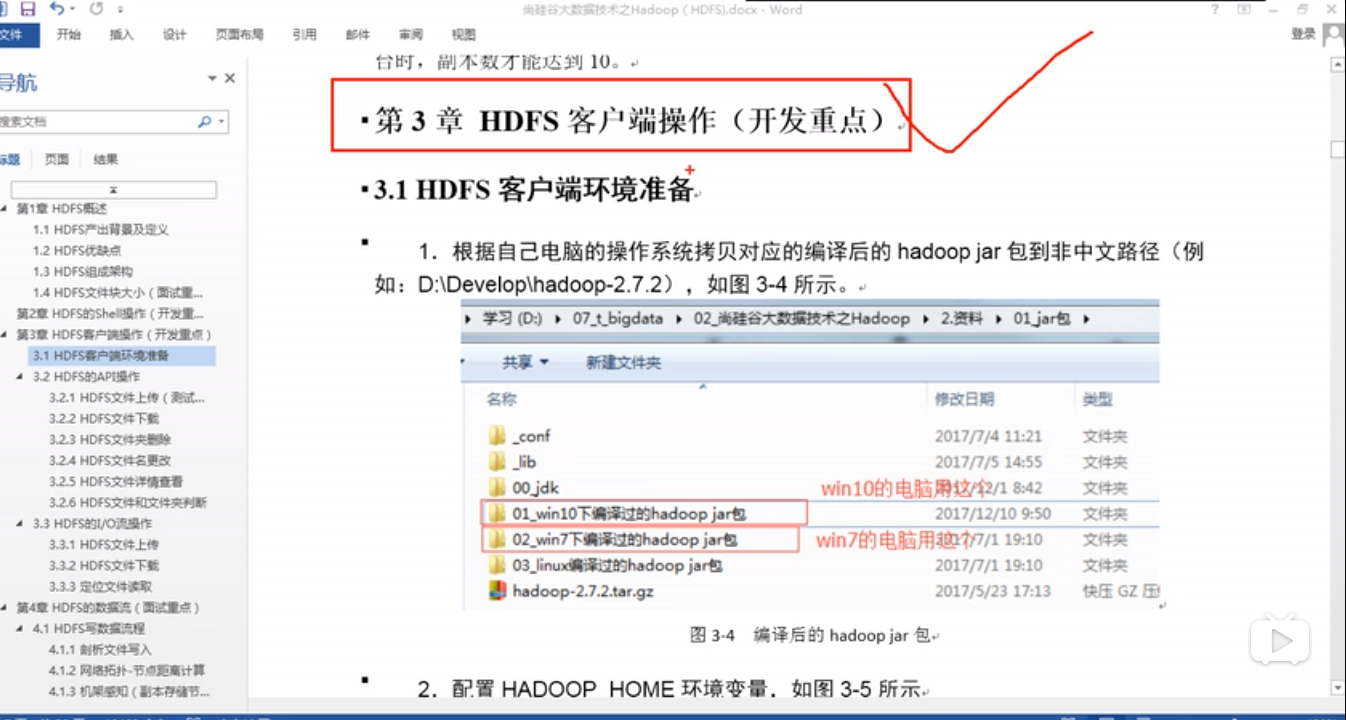 尚硅谷大数据技术之Hadoop（HDFS).docx - Word
文件 开始 插入 设计 页面布局 引用 邮件 审阅 视图 登录
导航
搜索文档
标题 页面 结果
第1章 HDFS概述
1.1 HDFS产出背景及定义
1.2 HDFS优缺点
1.3 HDFS组成架构
1.4 HDFS文件块大小（面试重...
第2章 HDFS的Shell操作（开发重...
第3章 HDFS客户端操作（开发重点）
3.1 HDFS客户端环境准备
3.2 HDFS的API操作
3.2.1 HDFS文件上传（测试...
3.2.2 HDFS文件下载
3.2.3 HDFS文件夹删除
3.2.4 HDFS文件名更改
3.2.5 HDFS文件详情查看
3.2.6 HDFS文件和文件夹判断
3.3 HDFS的I/O流操作
3.3.1 HDFS文件上传
3.3.2 HDFS文件下载
3.3.3 定位文件读取
第4章 HDFS的数据流（面试重点）
4.1 HDFS写数据流程
4.1.1 剖析文件写入
4.1.2 网络拓扑-节点距离计算
4.1.3 机架感知（副本存储节...
台时，副本数才能达到 10。
第 3 章 HDFS 客户端操作（开发重点）
3.1 HDFS 客户端环境准备
1．根据自己电脑的操作系统拷贝对应的编译后的 hadoop jar 包到非中文路径（例
如：D:\Develop\hadoop-2.7.2），如图 3-4 所示。
学习 (D:) 07_t_bigdata 02_尚硅谷大数据技术之Hadoop 2.资料 01_jar包
共享 新建文件夹
名称 修改日期 类型
_conf 2017/7/4 11:21 文件夹
_lib 2017/7/5 14:55 文件夹
00_jdk win10的电脑用这个 2017/12/1 8:42 文件夹
01_win10下编译过的hadoop jar包 2017/12/10 9:50 文件夹
02_win7下编译过的hadoop jar包 win7的电脑用这个 2017/7/1 19:10 文件夹
03_linux编译过的hadoop jar包 2017/7/1 19:10 文件夹
hadoop-2.7.2.tar.gz 2017/5/23 17:13 快压 GZ 压
图 3-4 编译后的 hadoop jar 包
2．配置 HADOOP_HOME 环境变量，如图 3-5 所示